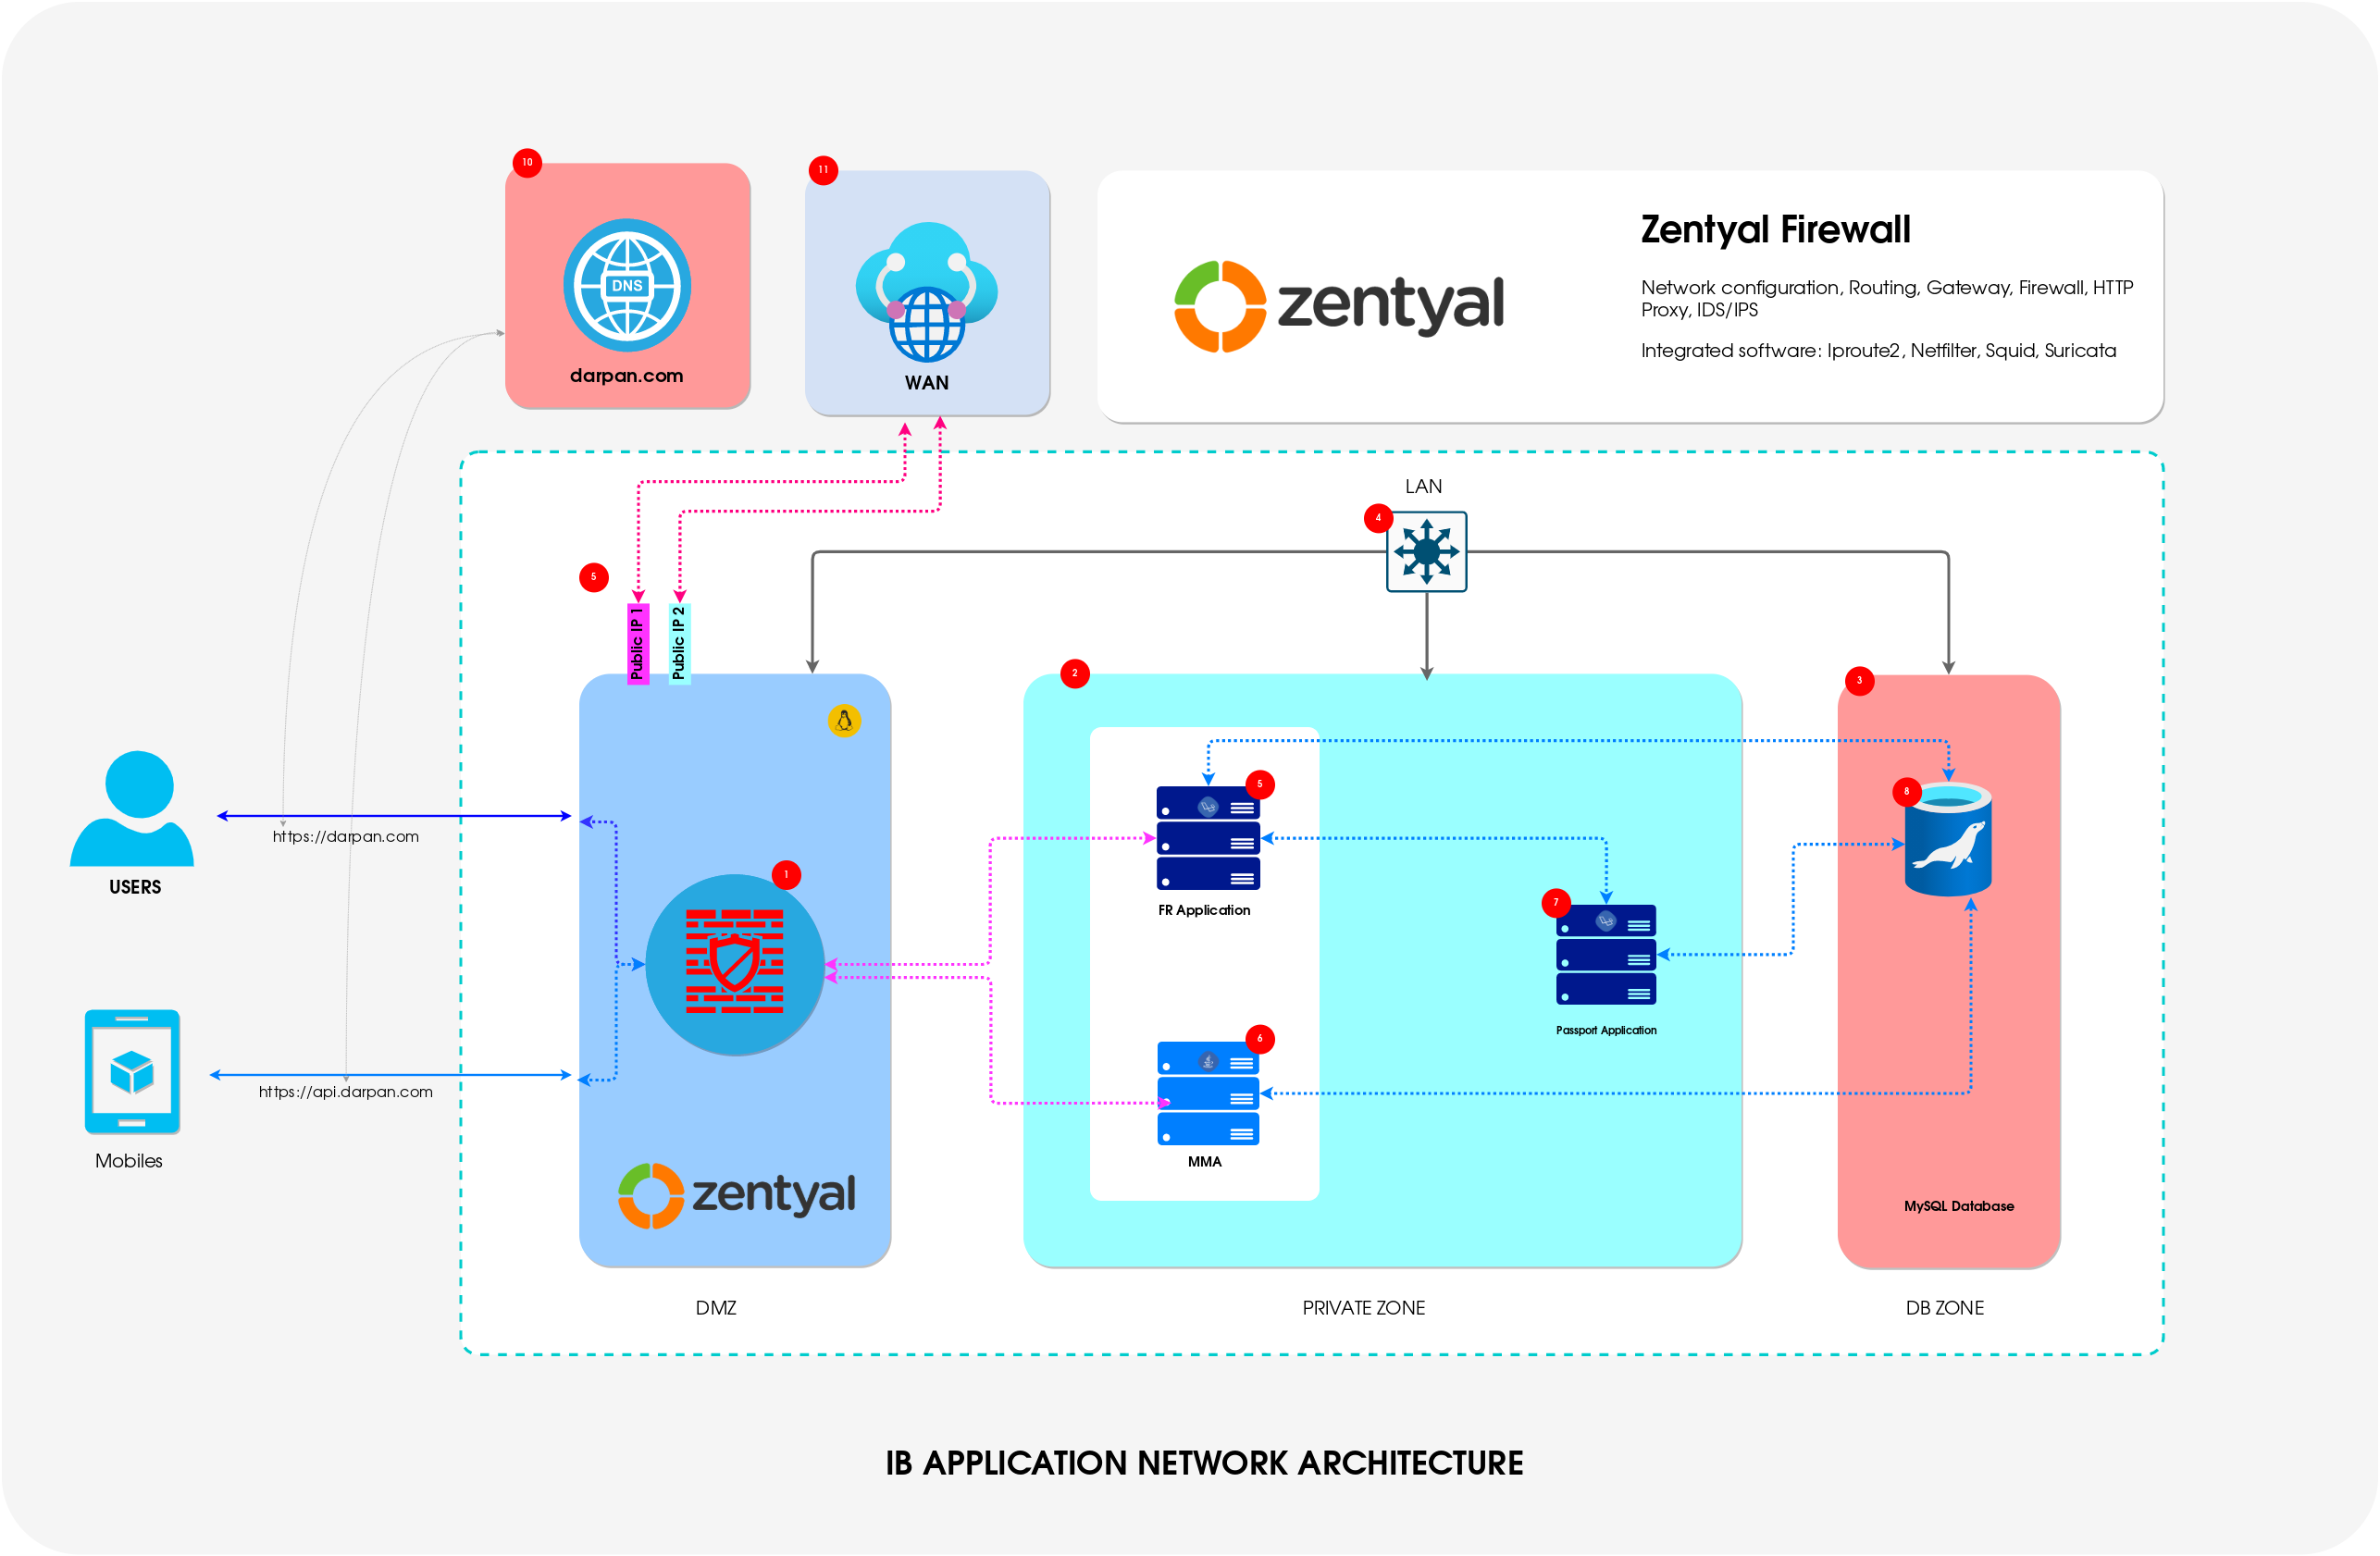 10
DNS
darpan.com
11
WAN
zentyal
Zentyal Firewall
Network configuration, Routing, Gateway, Firewall, HTTP
Proxy, IDS/IPS
Integrated software: Iproute2, Netfilter, Squid, Suricata
LAN
4
5
Public IP 1
Public IP 2
2
3
5
8
USERS
https://darpan.com
1
FR Application
7
Passport Application
6
MMA
Mobiles
https://api.darpan.com
zentyal
MySQL Database
DMZ
PRIVATE ZONE
DB ZONE
IB APPLICATION NETWORK ARCHITECTURE